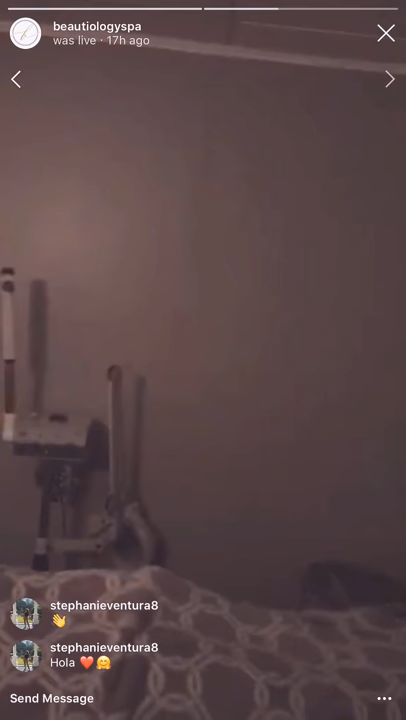 beautiologyspa
was live · 17h ago
stephanieventura8
👋
stephanieventura8
Hola ❤️🤗
Send Message